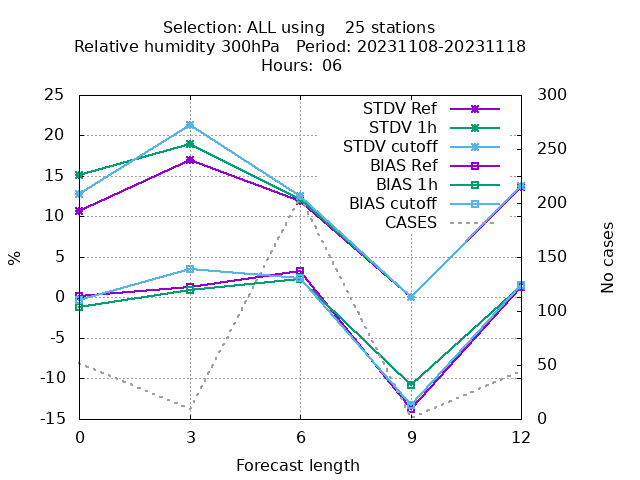 Selection: ALL using    25 stations
Relative humidity 300hPa   Period: 20231108-20231118
Hours: 06
STDV Ref
STDV 1h
STDV cutoff
BIAS Ref
BIAS 1h
BIAS cutoff
CASES
25
20
15
10
5
0
-5
-10
-15
%
300
250
200
150
100
50
0
No cases
0 3 6 9 12
Forecast length